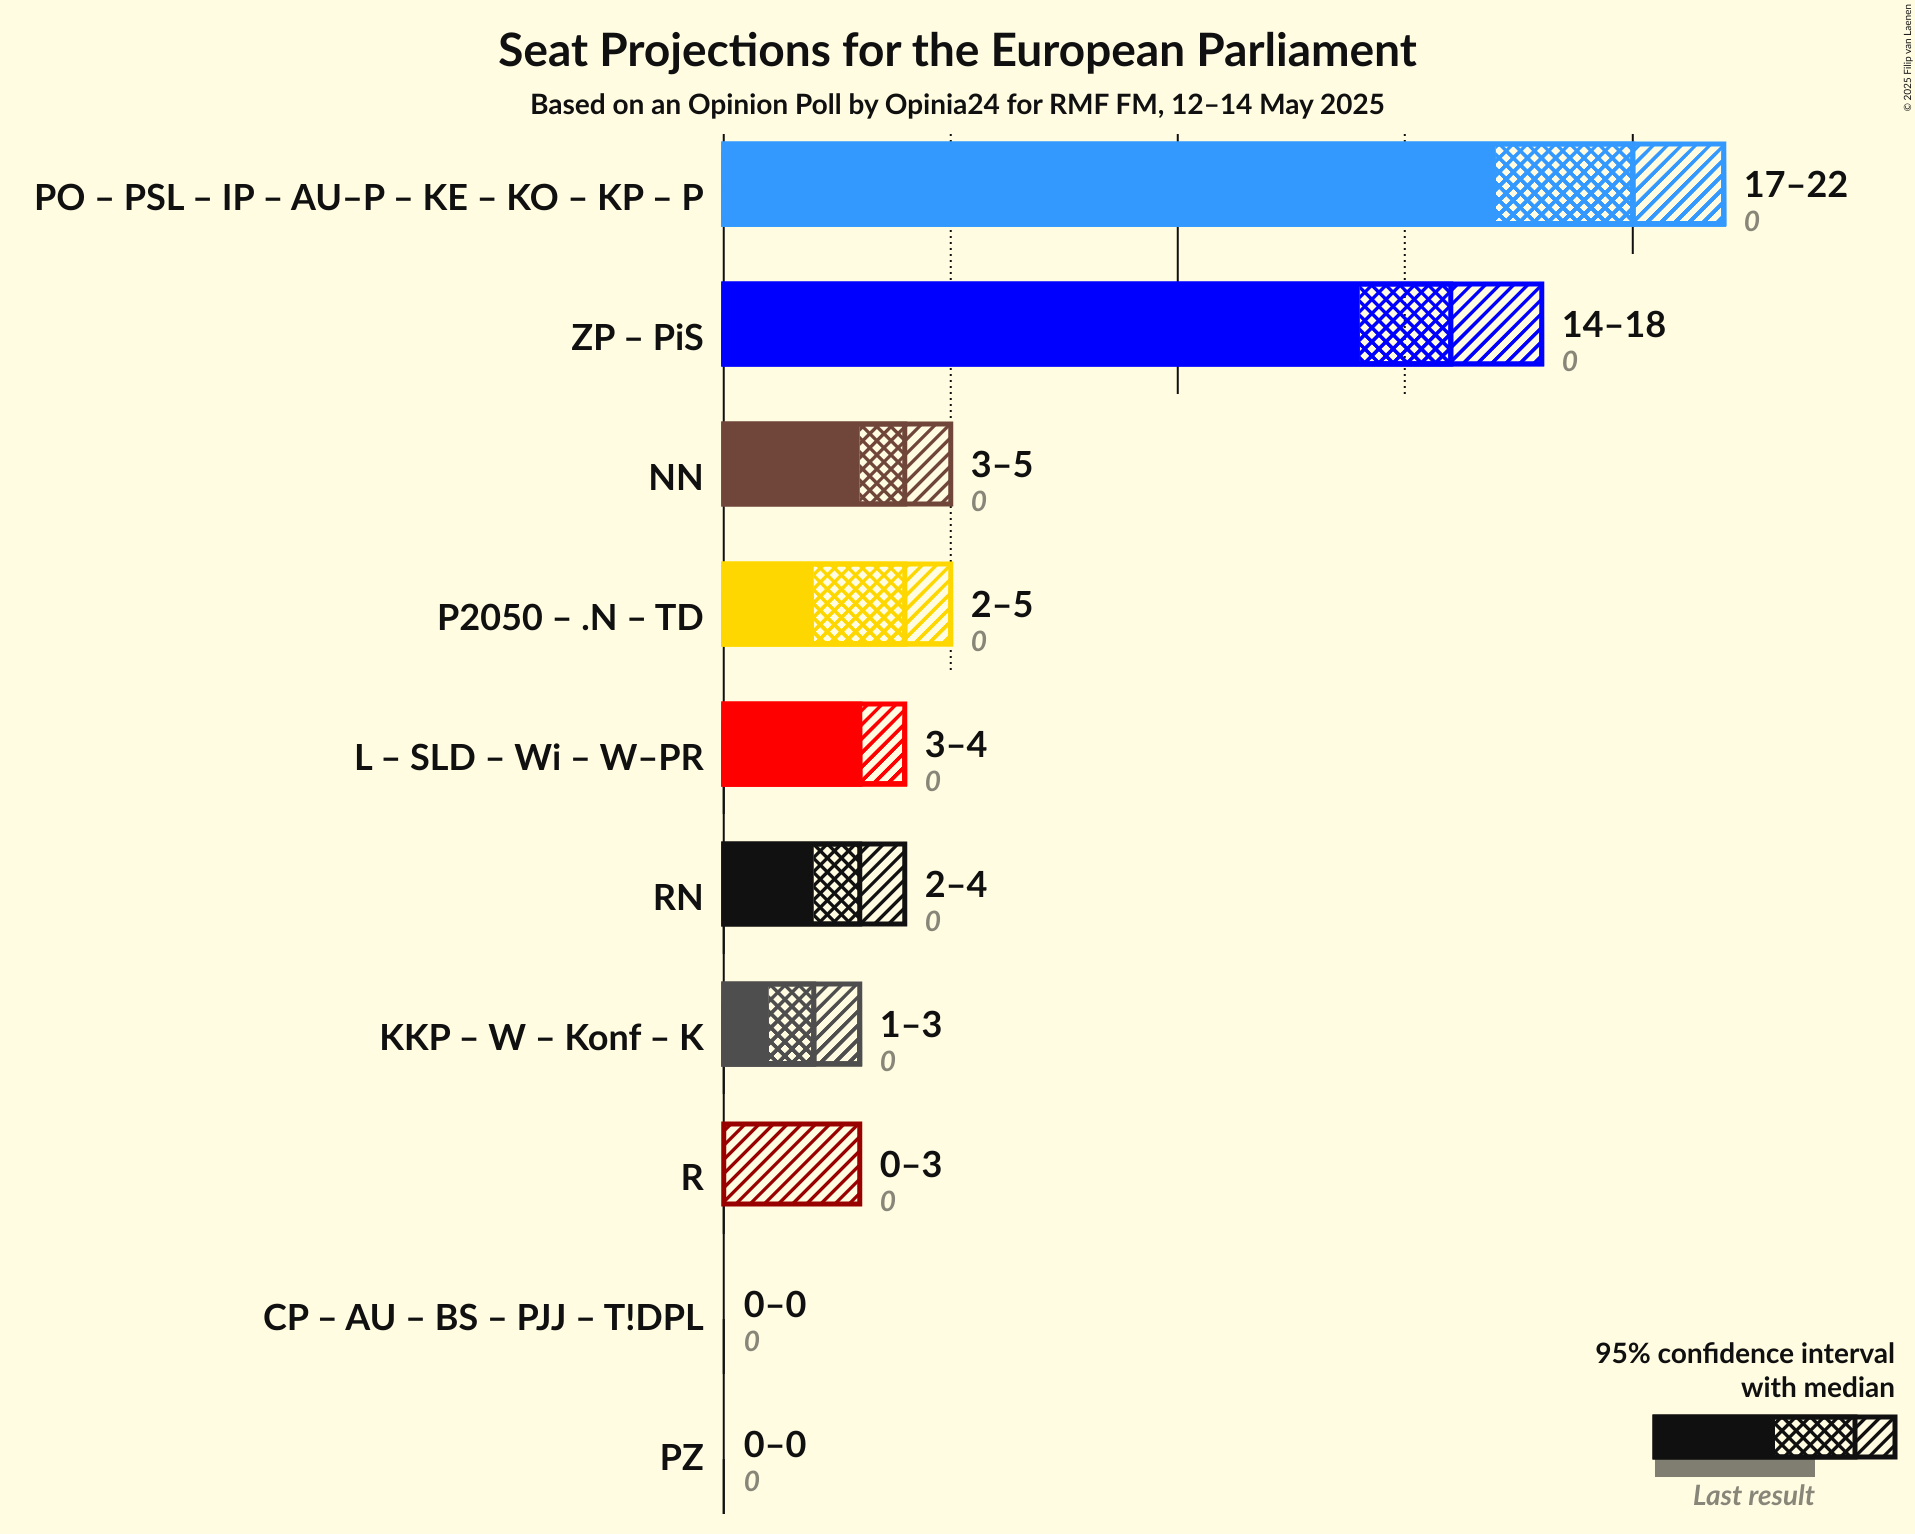 Seat Projections for the European Parliament
Based on an Opinion Poll by Opinia24 for RMF FM, 12–14 May 2025
© 2025 Filip van Laenen
PO – PSL – IP – AU–P – KE – KO – KP – P
17–22
0
ZP – PiS
14–18
0
NN
3–5
0
P2050 – .N – TD
2–5
0
L – SLD – Wi – W–PR
3–4
0
RN
2–4
0
KKP – W – Konf – K
1–3
0
R
0–3
0
CP – AU – BS – PJJ – T!DPL
0–0
0
PZ
0–0
0
95% confidence interval
with median
Last result